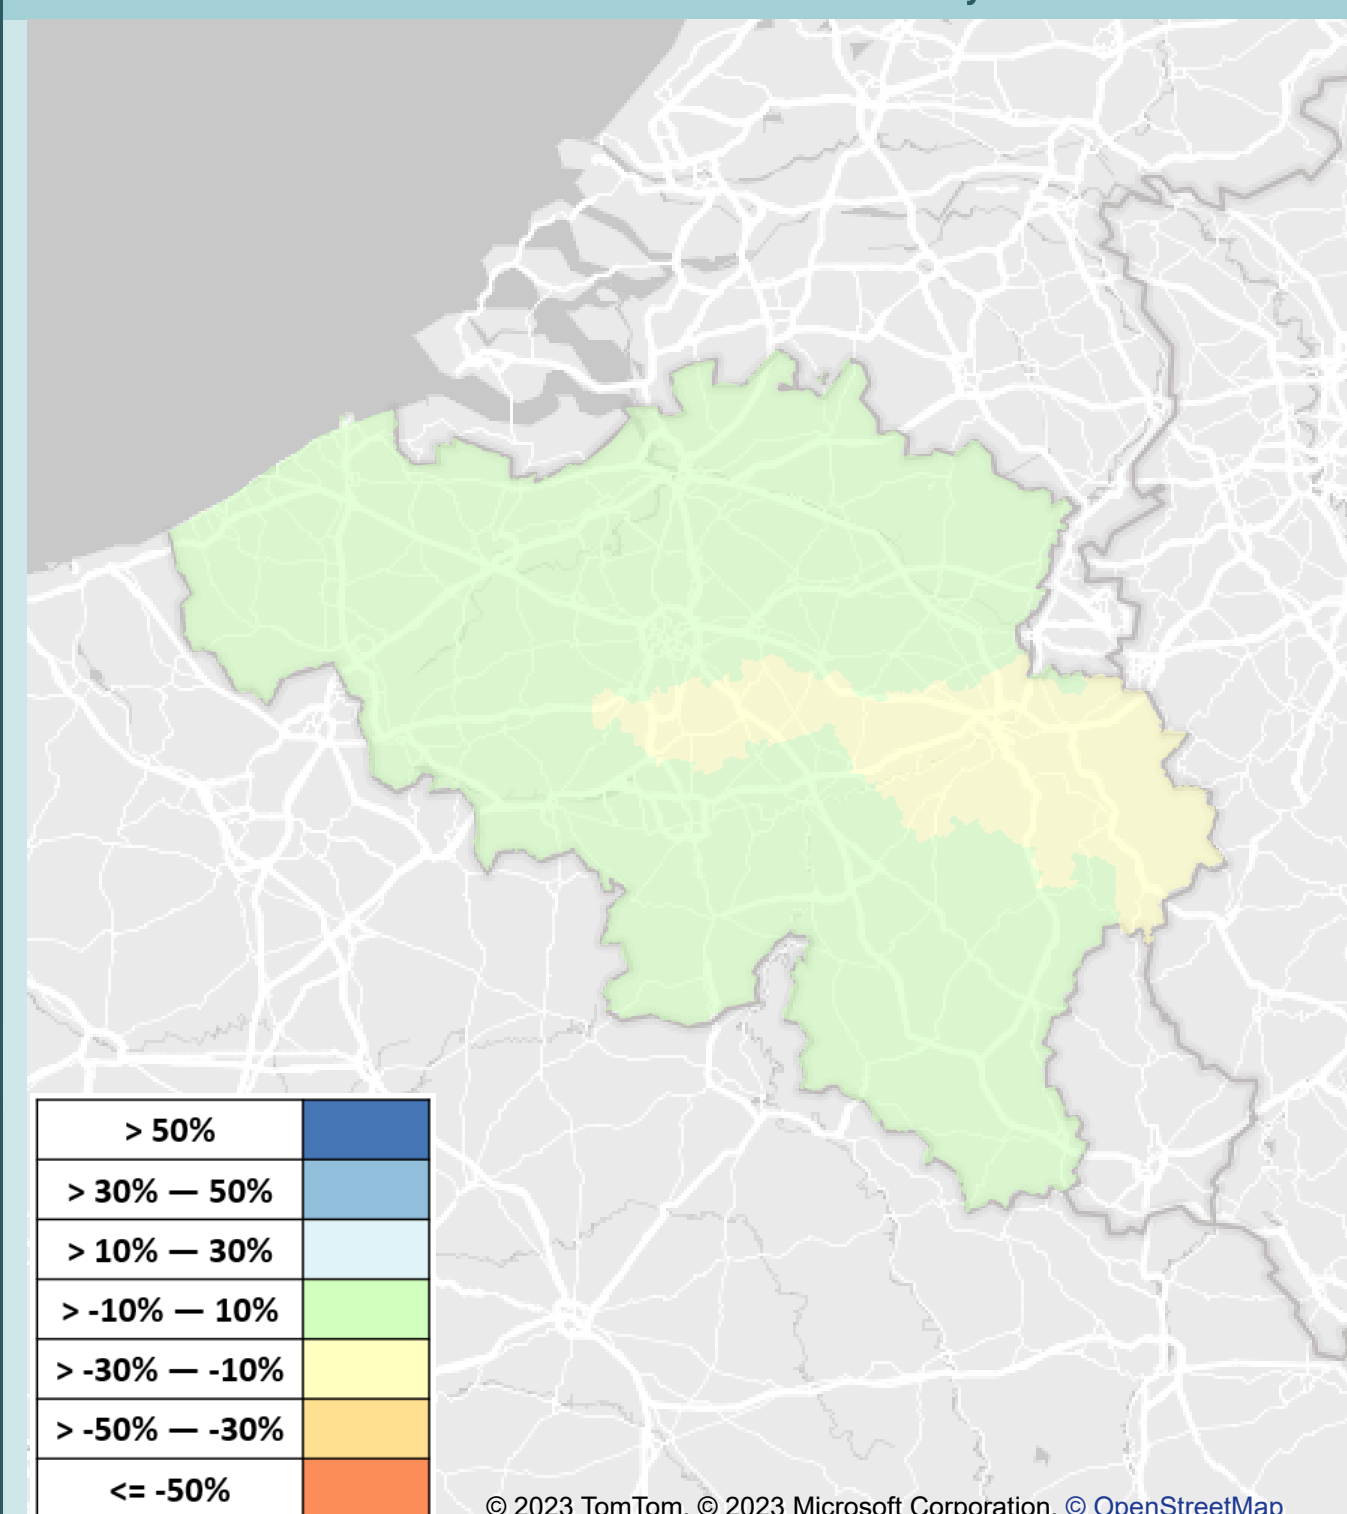 > 50%
> 30% — 50%
> 10% — 30%
> -10% — 10%
> -30% — -10%
> -50% — -30%
<= -50%
© 2023 TomTom, © 2023 Microsoft Corporation, © OpenStreetMap